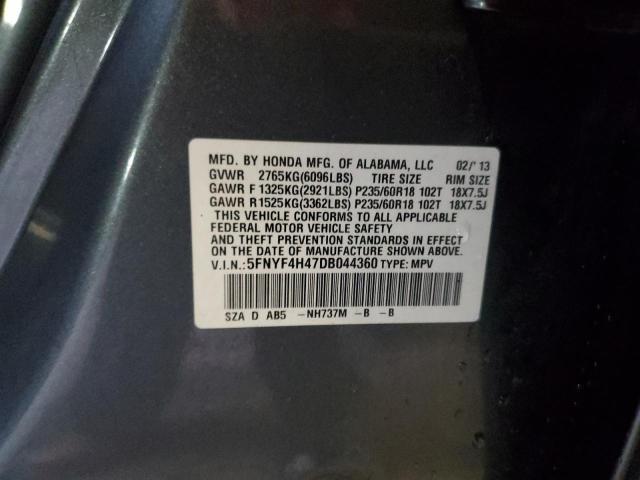 MFD. BY HONDA MFG. OF ALABAMA, LLC 02/'13
GVWR 2765KG(6096LBS) TIRE SIZE RIM SIZE
GAWR F 1325KG(2921LBS) P235/60R18 102T 18X7.5J
GAWR R1525KG(3362LBS) P235/60R18 102T 18X7.5J
THIS VEHICLE CONFORMS TO ALL APPLICABLE
FEDERAL MOTOR VEHICLE SAFETY
AND THEFT PREVENTION STANDARDS IN EFFECT
ON THE DATE OF MANUFACTURE SHOWN ABOVE.
V.I.N.:5FNYF4H47DB044360 TYPE: MPV
SZA D AB5 -NH737M -B -B